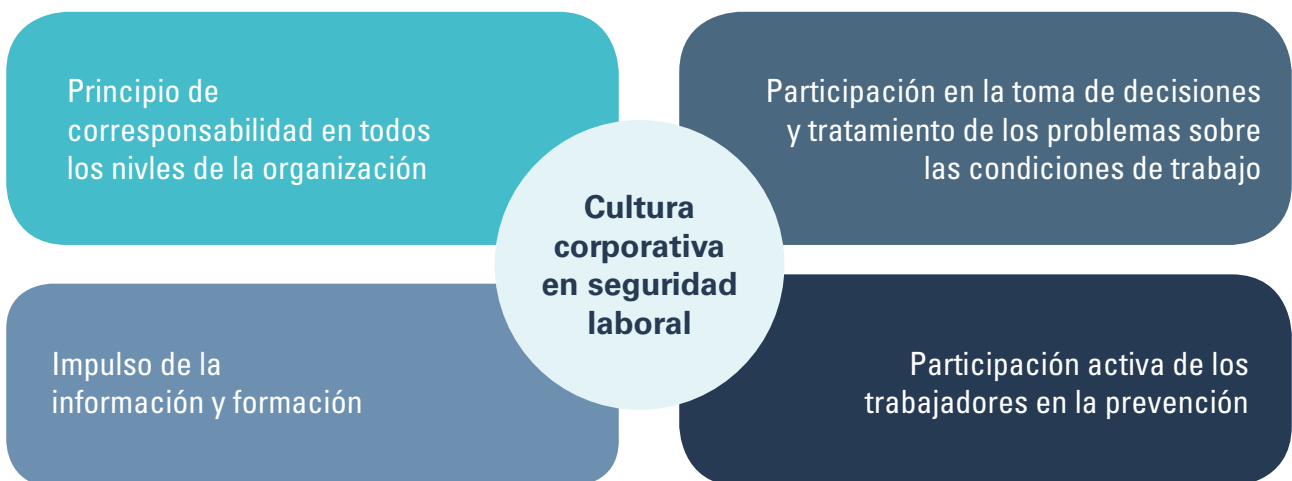 Principio de
corresponsabilidad en todos
los nivles de la organización
Participación en la toma de decisiones
y tratamiento de los problemas sobre
las condiciones de trabajo
Cultura
corporativa
en seguridad
laboral
Impulso de la
información y formación
Participación activa de los
trabajadores en la prevención